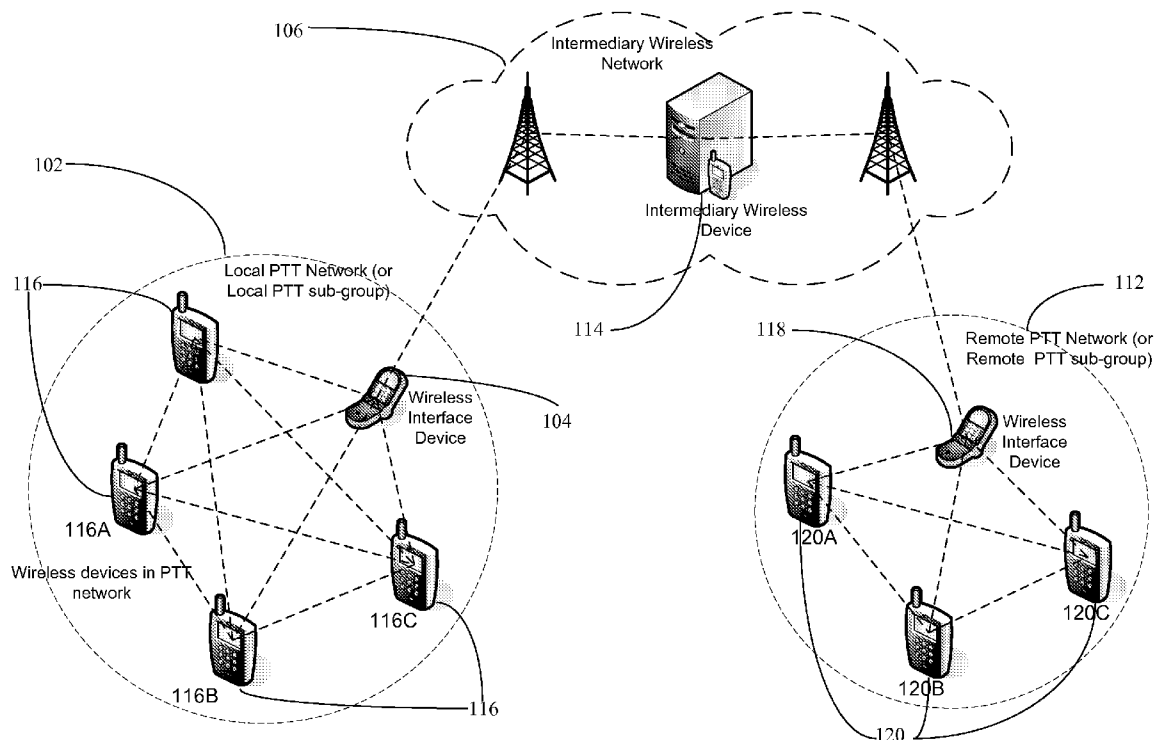 106
Intermediary Wireless
Network
102
Intermediary Wireless
Device
Local PTT Network (or
Local PTT sub-group)
116
114
118
112
Remote PTT Network (or
Remote PTT sub-group)
Wireless
Interface
Device
104
Wireless
Interface
Device
116A
120A
Wireless devices in PTT
network
116C
120C
116B
116
120B
120